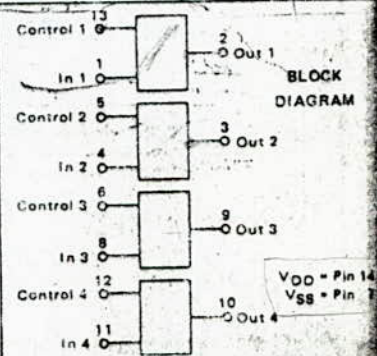 Control 1 13
2 Out 1
In 1 1
BLOCK
DIAGRAM
Control 2 5
3 Out 2
In 2 4
Control 3 6
9 Out 3
In 3 8
VDD = Pin 14
VSS = Pin 7
Control 4 12
10 Out 4
In 4 11